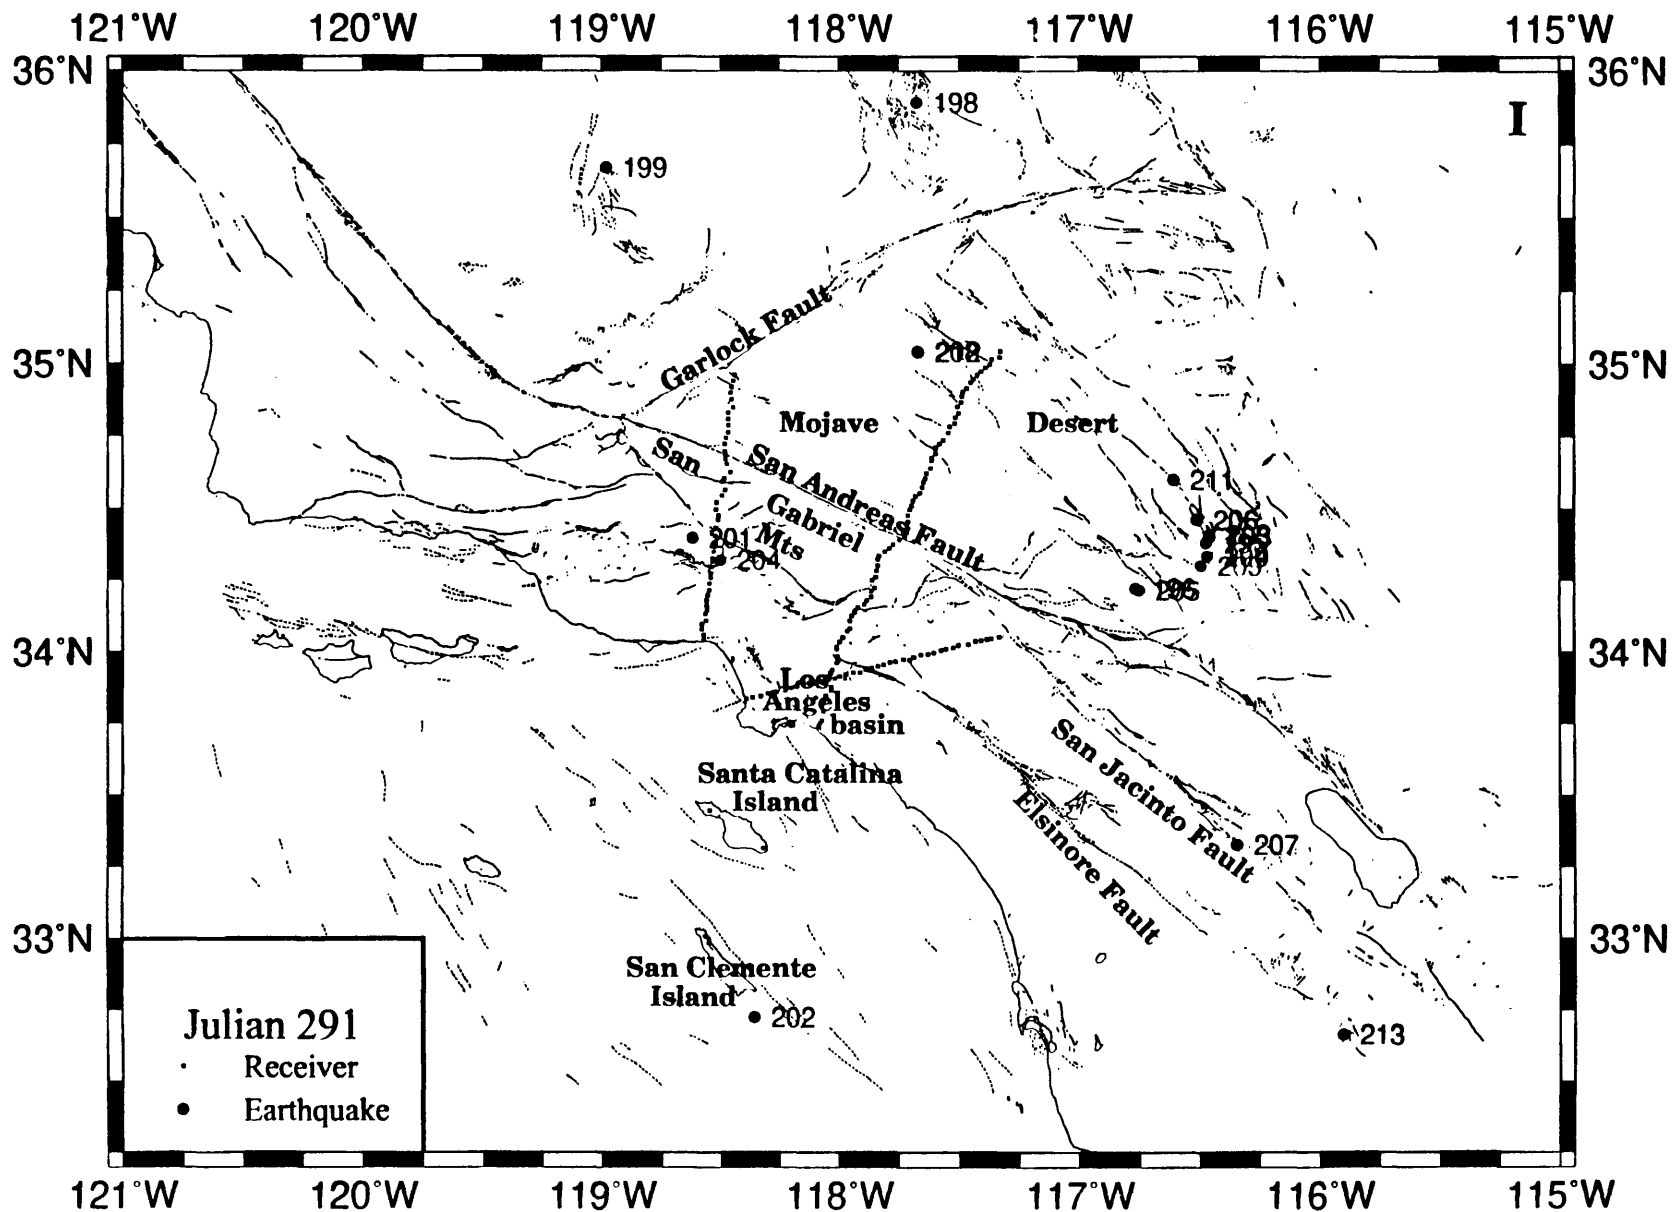 121°W 120°W 119°W 118°W 117°W 116°W 115°W
36°N 36°N
I
198
199
Garlock Fault
35°N 35°N
Mojave Desert
San Andreas Fault
San
Gabriel
Mts
211
206
201
204
205
34°N 34°N
Los
Angeles
basin
San Jacinto Fault
Santa Catalina
Island
Elsinore Fault
207
33°N 33°N
San Clemente
Island
202
213
Julian 291
Receiver
Earthquake
121°W 120°W 119°W 118°W 117°W 116°W 115°W